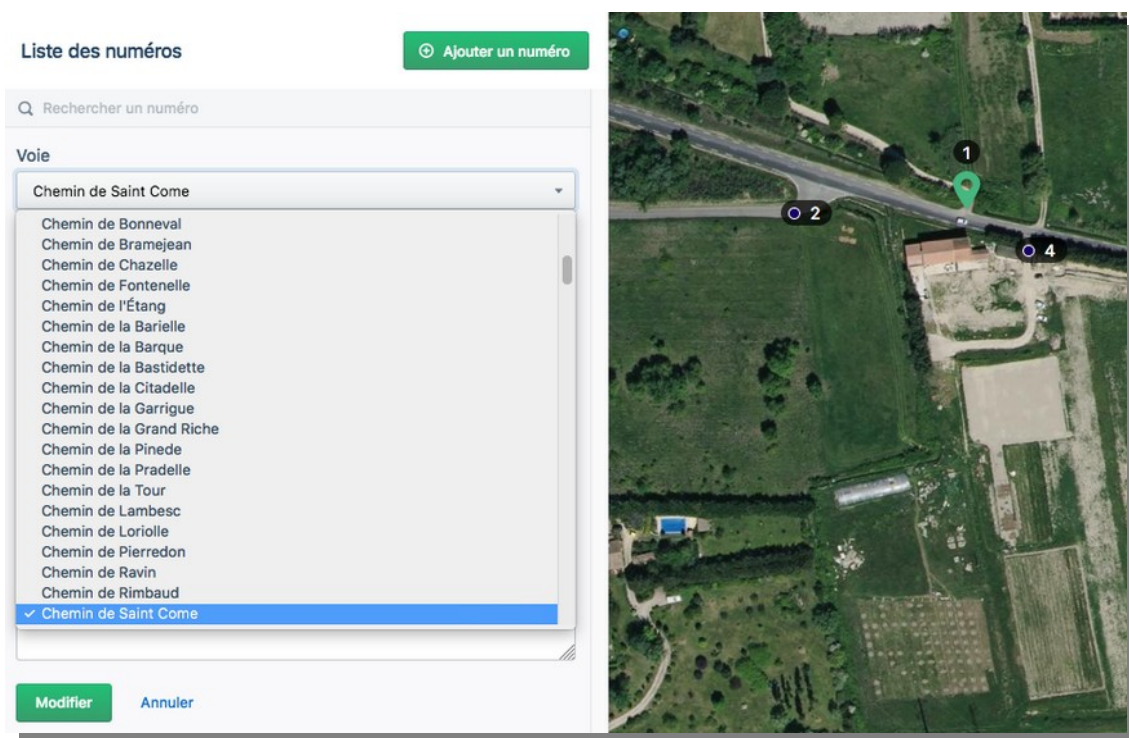 Liste des numéros
Ajouter un numéro
Rechercher un numéro
Voie
Chemin de Saint Come
Chemin de Bonneval
Chemin de Bramejean
Chemin de Chazelle
Chemin de Fontenelle
Chemin de l'Étang
Chemin de la Barielle
Chemin de la Barque
Chemin de la Bastidette
Chemin de la Citadelle
Chemin de la Garrigue
Chemin de la Grand Riche
Chemin de la Pinede
Chemin de la Pradelle
Chemin de la Tour
Chemin de Lambesc
Chemin de Loriolle
Chemin de Pierredon
Chemin de Ravin
Chemin de Rimbaud
Chemin de Saint Come
Modifier Annuler
1
2
4